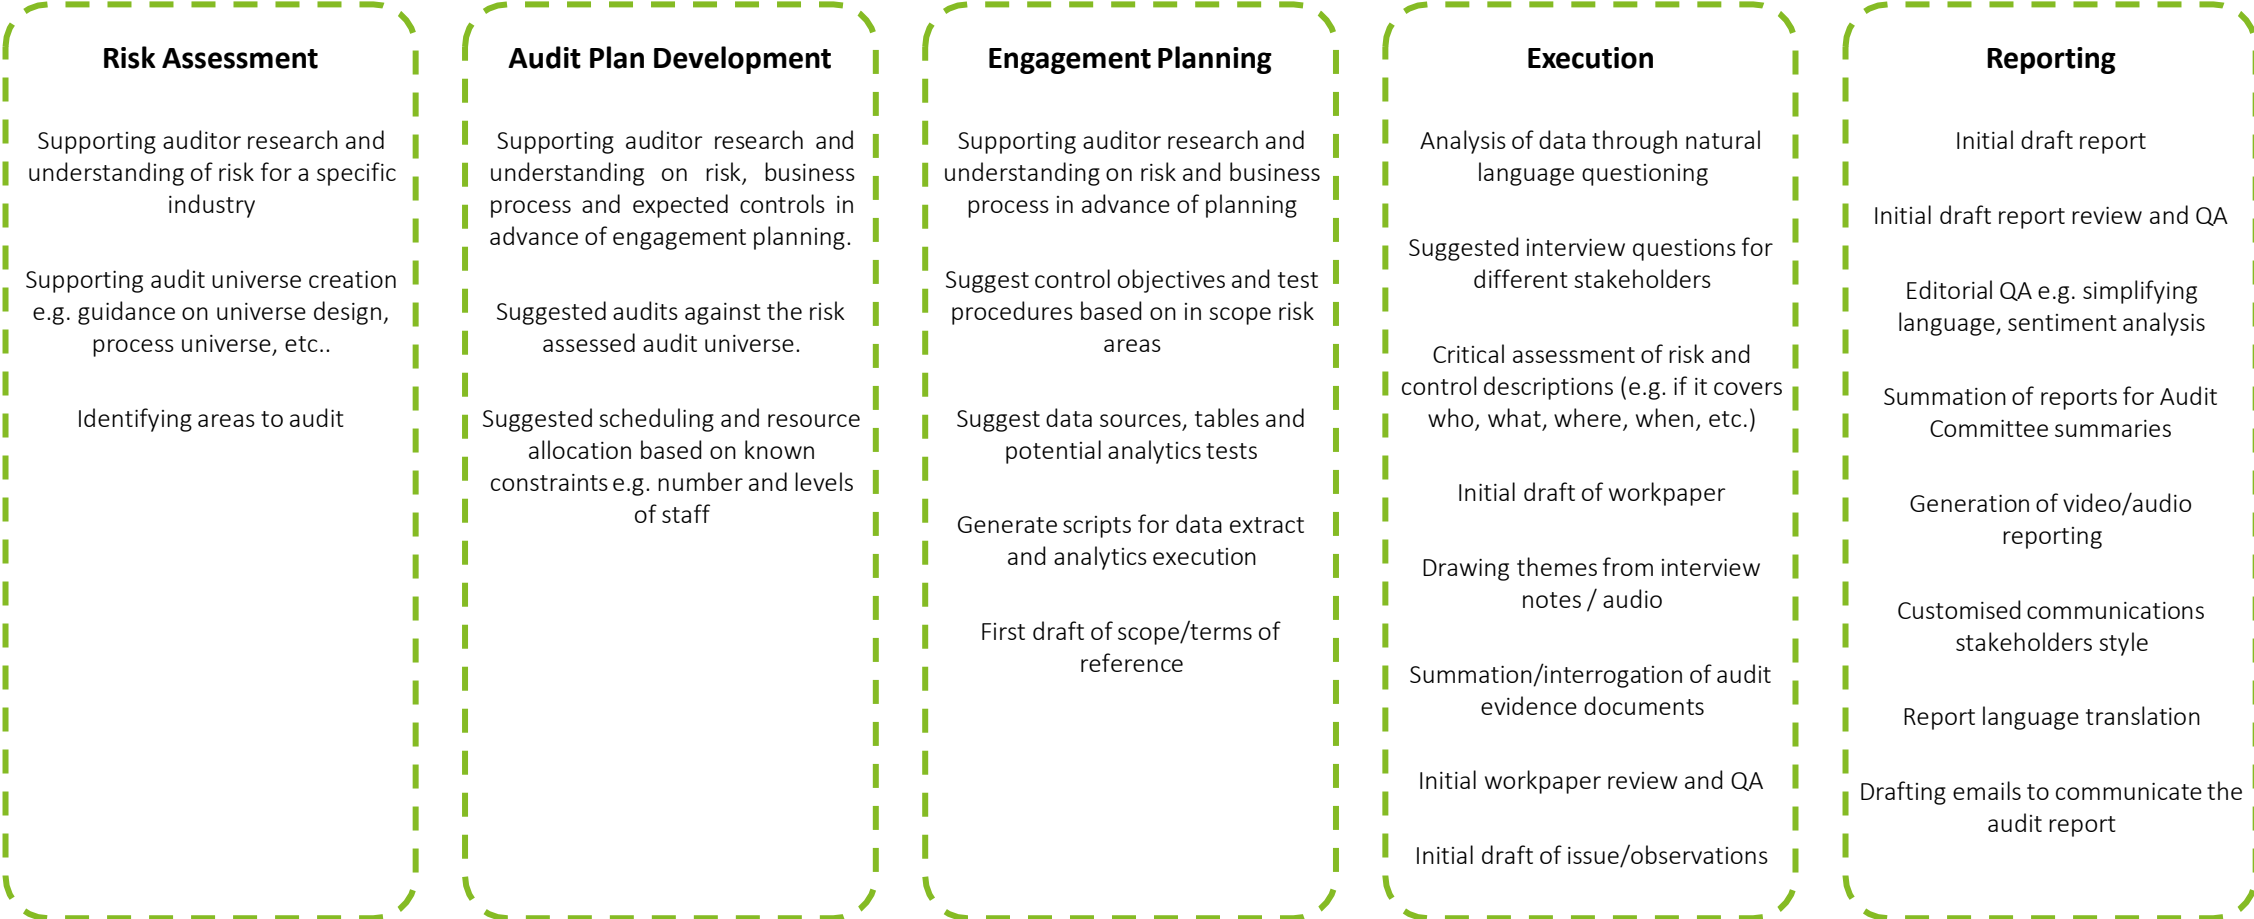 Risk Assessment
Supporting auditor research and
understanding of risk for a specific
industry
Supporting audit universe creation
e.g. guidance on universe design,
process universe, etc..
Identifying areas to audit
Audit Plan Development
Supporting auditor research and
understanding on risk, business
process and expected controls in
advance of engagement planning.
Suggested audits against the risk
assessed audit universe.
Suggested scheduling and resource
allocation based on known
constraints e.g. number and levels
of staff
Engagement Planning
Supporting auditor research and
understanding on risk and business
process in advance of planning
Suggest control objectives and test
procedures based on in scope risk
areas
Suggest data sources, tables and
potential analytics tests
Generate scripts for data extract
and analytics execution
First draft of scope/terms of
reference
Execution
Analysis of data through natural
language questioning
Suggested interview questions for
different stakeholders
Critical assessment of risk and
control descriptions (e.g. if it covers
who, what, where, when, etc.)
Initial draft of workpaper
Drawing themes from interview
notes / audio
Summation/interrogation of audit
evidence documents
Initial workpaper review and QA
Initial draft of issue/observations
Reporting
Initial draft report
Initial draft report review and QA
Editorial QA e.g. simplifying
language, sentiment analysis
Summation of reports for Audit
Committee summaries
Generation of video/audio
reporting
Customised communications
stakeholders style
Report language translation
Drafting emails to communicate the
audit report